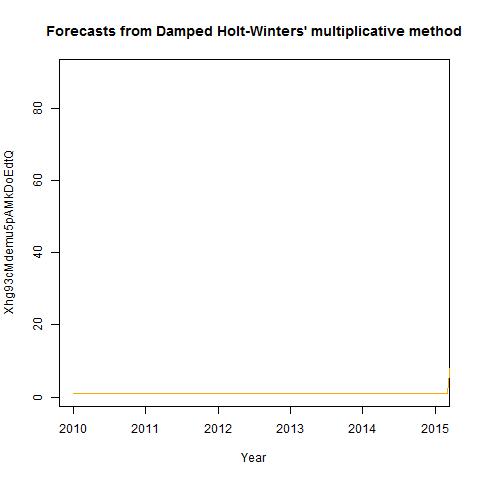 Forecasts from Damped Holt-Winters' multiplicative method
80
60
40
20
0
Xhg93cMdemu5pAMkDoEdtQ
2010 2011 2012 2013 2014 2015
Year